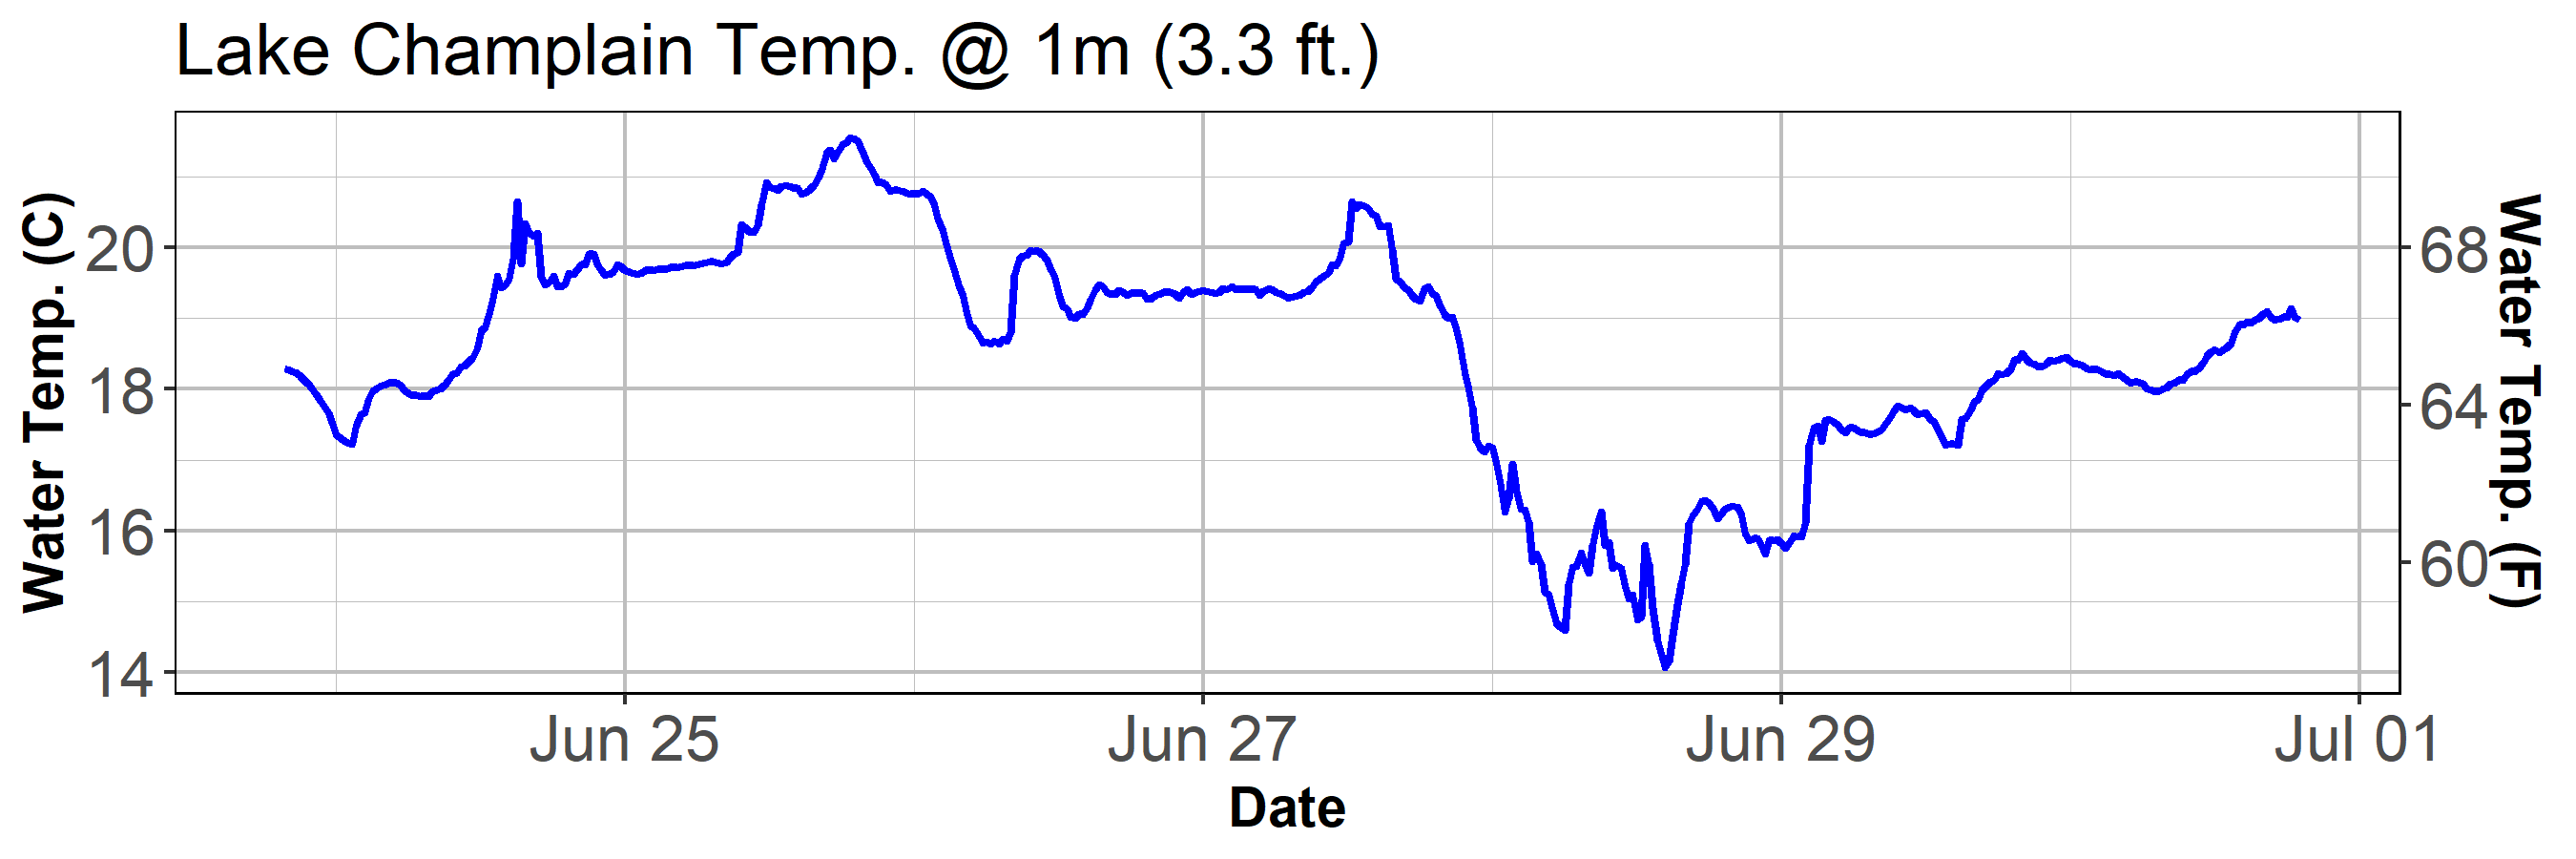 Lake Champlain Temp. @ 1m (3.3 ft.)
Water Temp. (C)
20
18
16
14
68
64
60
Water Temp. (F)
Jun 25
Jun 27
Jun 29
Jul 01
Date